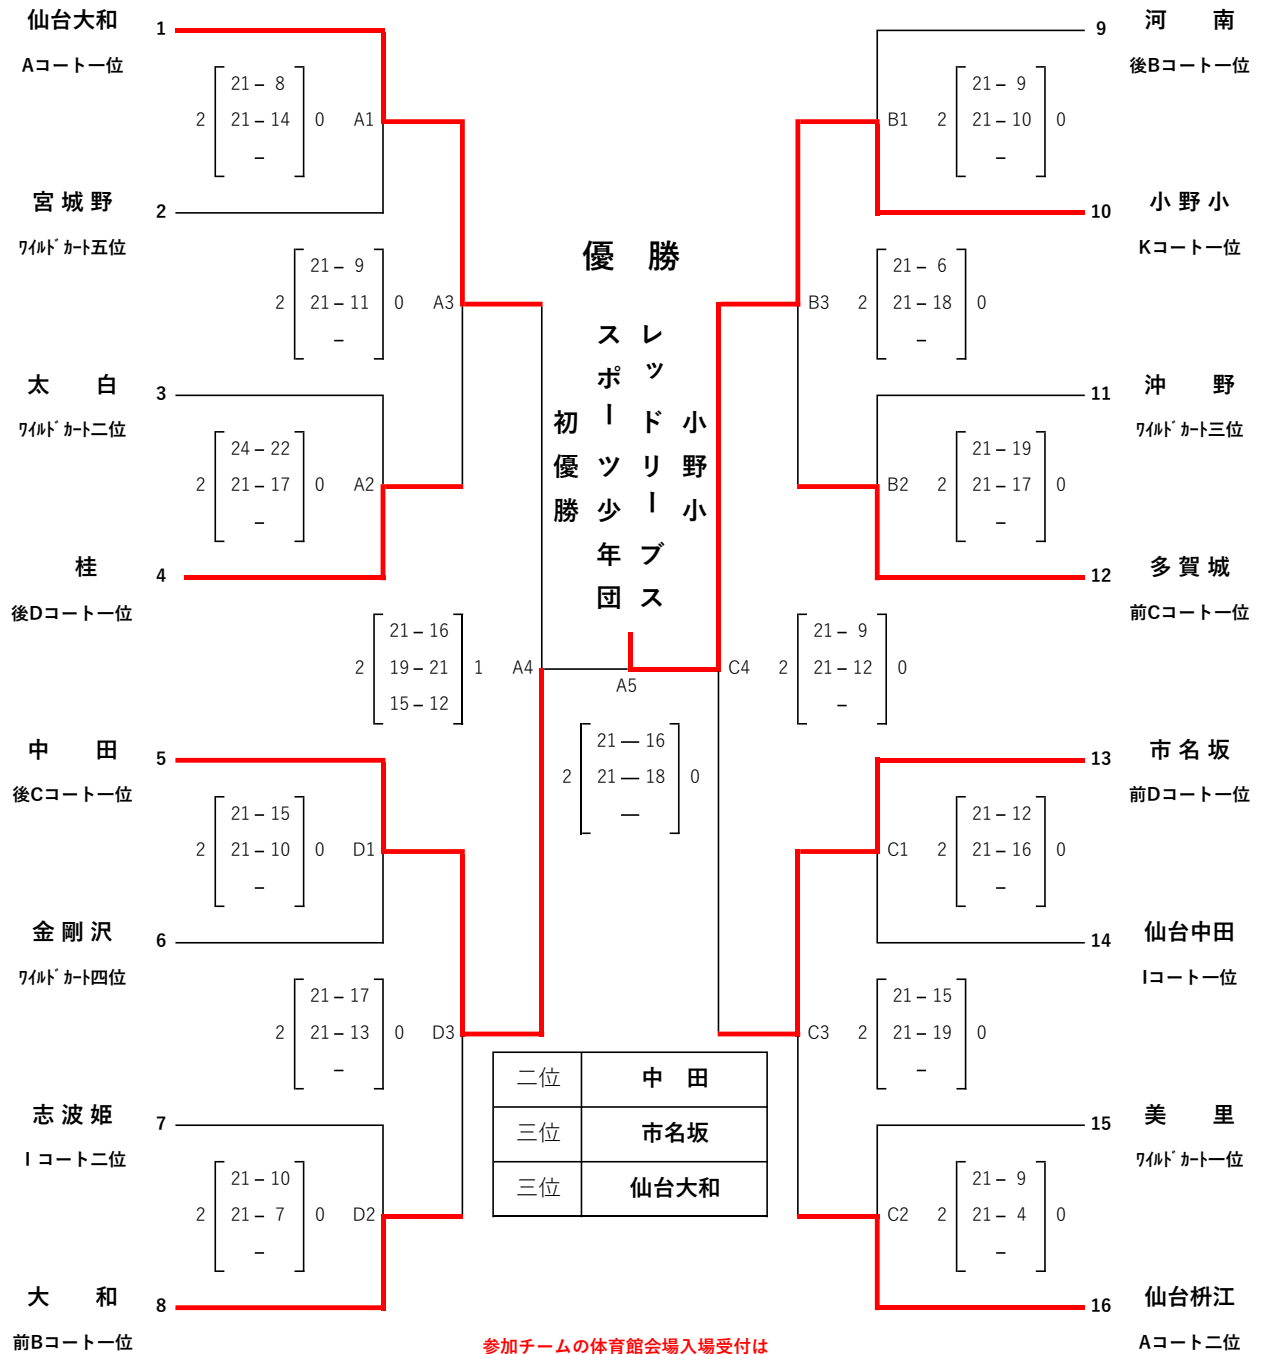 仙台大和 1
Aコート一位
21 – 8
2 21 – 14 0 A1
–
宮城野 2
ﾜｲﾙﾄﾞｶｰﾄ五位
21 – 9
2 21 – 11 0 A3
–
太 白 3
ﾜｲﾙﾄﾞｶｰﾄ二位
24 – 22
2 21 – 17 0 A2
–
桂 4
後Dコート一位
21 – 16
2 19 – 21 1 A4
15 – 12
中 田 5
後Cコート一位
21 – 15
2 21 – 10 0 D1
–
金剛沢 6
ﾜｲﾙﾄﾞｶｰﾄ四位
21 – 17
2 21 – 13 0 D3
–
志波姫 7
Iコート二位
21 – 10
2 21 – 7 0 D2
–
大 和 8
前Bコート一位
優 勝
小野小
レッドリーブス
スポーツ少年団
初優勝
A5
21 — 16
2 21 — 18 0
—
二位 中 田
三位 市名坂
三位 仙台大和
9 河 南
後Bコート一位
21 – 9
B1 2 21 – 10 0
–
10 小野小
Kコート一位
21 – 6
B3 2 21 – 18 0
–
11 沖 野
ﾜｲﾙﾄﾞｶｰﾄ三位
21 – 19
B2 2 21 – 17 0
–
12 多賀城
前Cコート一位
21 – 9
C4 2 21 – 12 0
–
13 市名坂
前Dコート一位
21 – 12
C1 2 21 – 16 0
–
14 仙台中田
Iコート一位
21 – 15
C3 2 21 – 19 0
–
15 美 里
ﾜｲﾙﾄﾞｶｰﾄ一位
21 – 9
C2 2 21 – 4 0
–
16 仙台枡江
Aコート二位
参加チームの体育館会場入場受付は